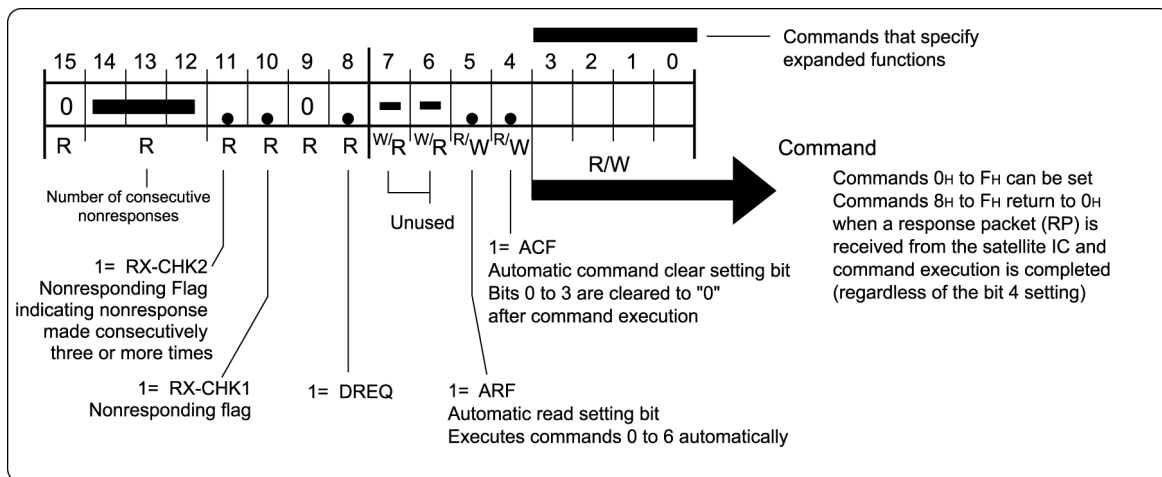 Commands that specify
expanded functions
15 14 13 12 11 10 9 8 7 6 5 4 3 2 1 0
0 0
R R R R R R W/R W/R R/W R/W R/W
Command
Number of consecutive
nonresponses
Unused
Commands 0H to FH can be set
Commands 8H to FH return to 0H
when a response packet (RP) is
received from the satellite IC and
command execution is completed
(regardless of the bit 4 setting)
1= ACF
Automatic command clear setting bit
Bits 0 to 3 are cleared to "0"
after command execution
1= RX-CHK2
Nonresponding Flag
indicating nonresponse
made consecutively
three or more times
1= RX-CHK1
Nonresponding flag
1= DREQ
1= ARF
Automatic read setting bit
Executes commands 0 to 6 automatically